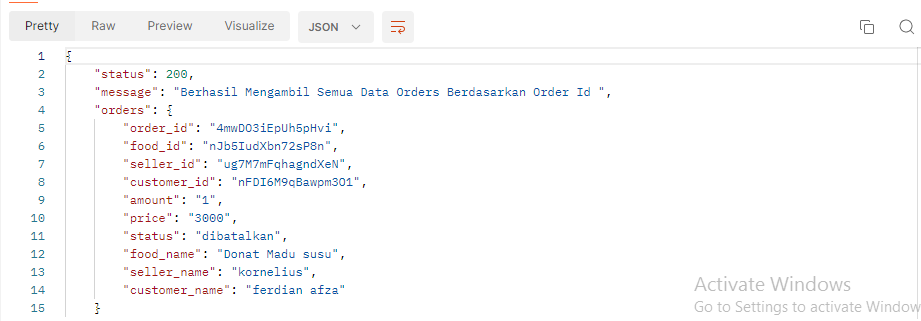 Pretty Raw Preview Visualize JSON
1 {
2 "status": 200,
3 "message": "Berhasil Mengambil Semua Data Orders Berdasarkan Order Id ",
4 "orders": {
5 "order_id": "4mwDO3iEpUh5pHvi",
6 "food_id": "nJb5IudXbn72sP8n",
7 "seller_id": "ug7M7mFqhagndXeN",
8 "customer_id": "nFDI6M9qBawpm3O1",
9 "amount": "1",
10 "price": "3000",
11 "status": "dibatalkan",
12 "food_name": "Donat Madu susu",
13 "seller_name": "kornelius",
14 "customer_name": "ferdian afza"
15 }
Activate Windows
Go to Settings to activate Window